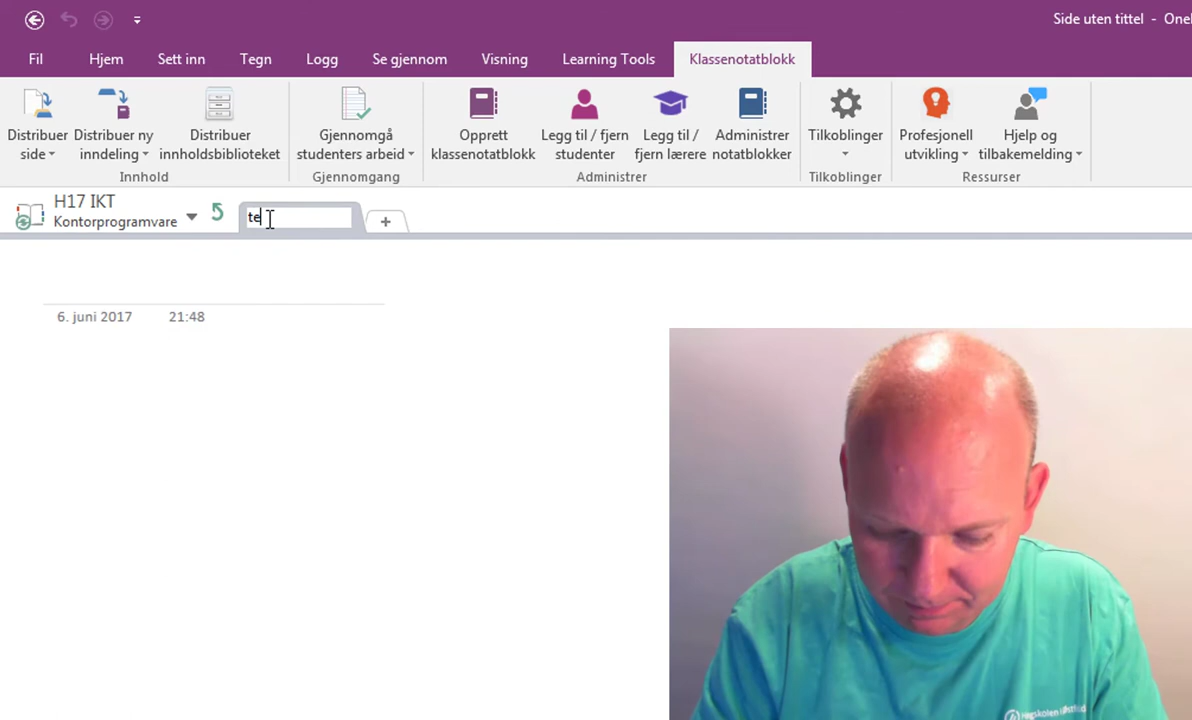 Side uten tittel - One
Fil Hjem Sett inn Tegn Logg Se gjennom Visning Learning Tools Klassenotatblokk
Distribuer side
Distribuer ny inndeling
Distribuer innholdsbiblioteket
Gjennomgå studenters arbeid
Opprett klassenotatblokk
Legg til / fjern studenter
Legg til / fjern lærere
Administrer notatblokker
Tilkoblinger
Profesjonell utvikling
Hjelp og tilbakemelding
Innhold Gjennomgang Administrer Tilkoblinger Ressurser
H17 IKT
Kontorprogramvare
te
+
6. juni 2017 21:48